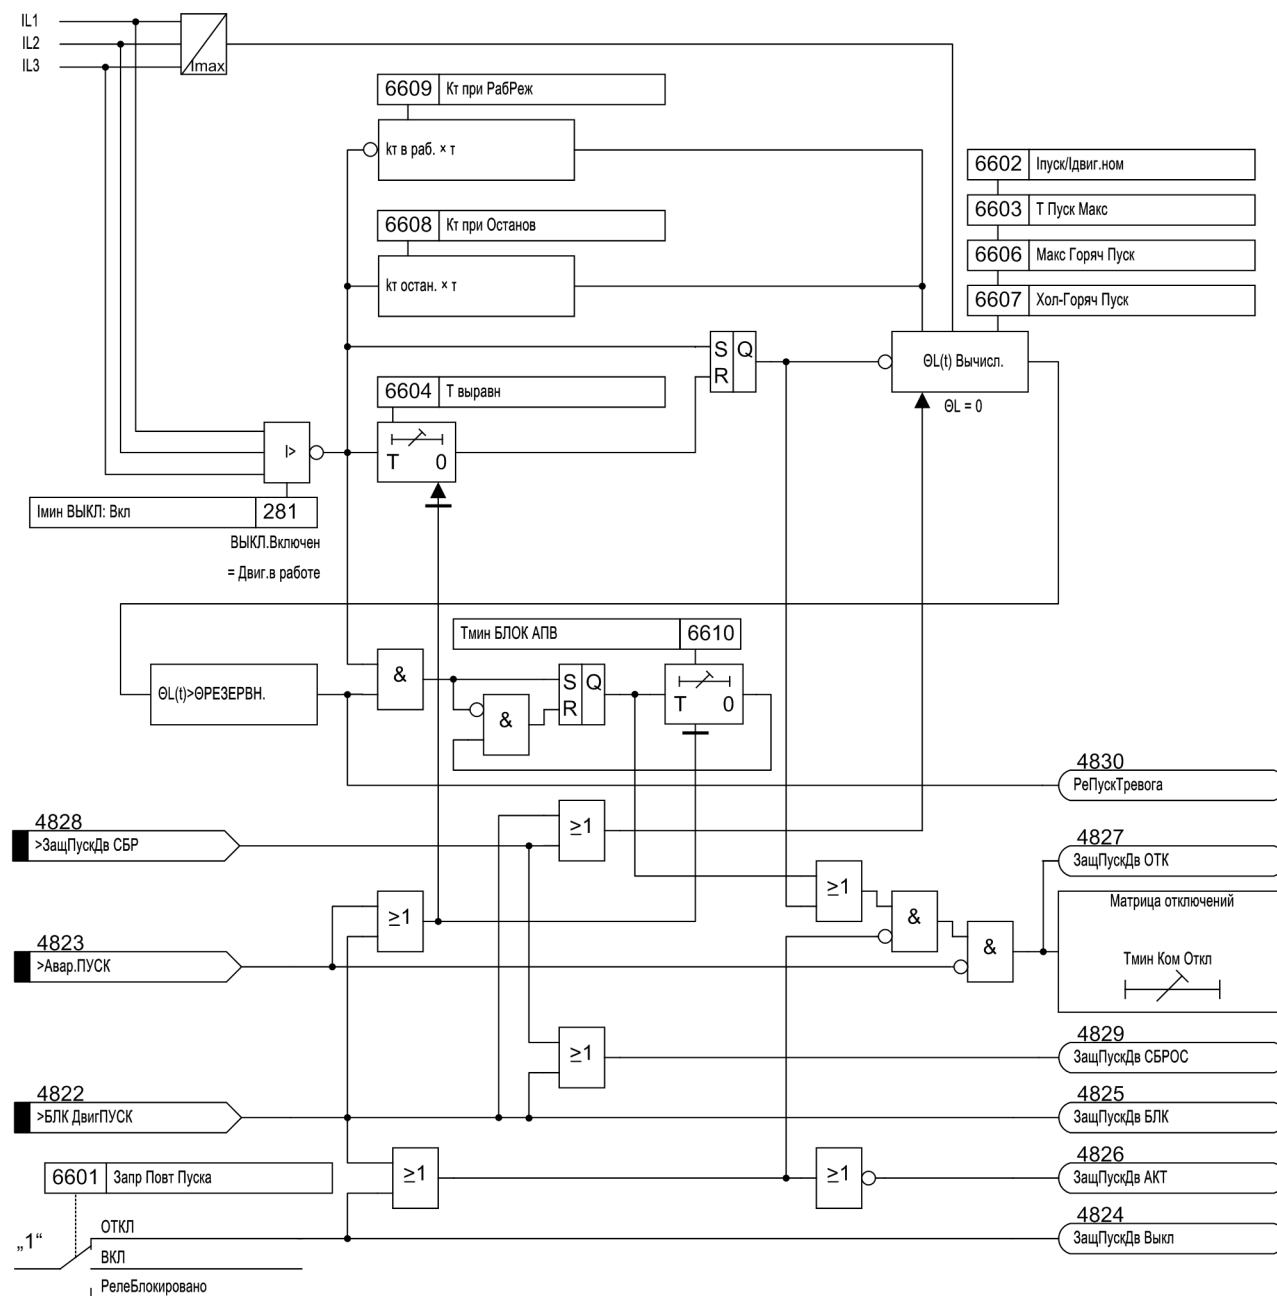 IL1
IL2
IL3
Imax
6609 Кт при РабРеж
kт в раб. × т
6608 Кт при Останов
kт остан. × т
6602 Iпуск/Iдвиг.ном
6603 Т Пуск Макс
6606 Макс Горяч Пуск
6607 Хол-Горяч Пуск
S Q
R
ΘL(t) Вычисл.
ΘL = 0
6604 Т выравн
T 0
I>
Iмин ВЫКЛ: Вкл 281
ВЫКЛ.Включен
= Двиг.в работе
Тмин БЛОК АПВ 6610
ΘL(t)>ΘРЕЗЕРВН.
&
&
S Q
R
T 0
4830
РеПускТревога
4828
>ЗащПускДв СБР
≥1
4827
ЗащПускДв ОТК
≥1
Матрица отключений
Тмин Ком Откл
≥1
&
&
4823
>Авар.ПУСК
≥1
4829
ЗащПускДв СБРОС
4822
>БЛК ДвигПУСК
4825
ЗащПускДв БЛК
6601 Запр Повт Пуска
≥1
≥1
4826
ЗащПускДв АКТ
„1“
ОТКЛ
ВКЛ
РелеБлокировано
4824
ЗащПускДв Выкл